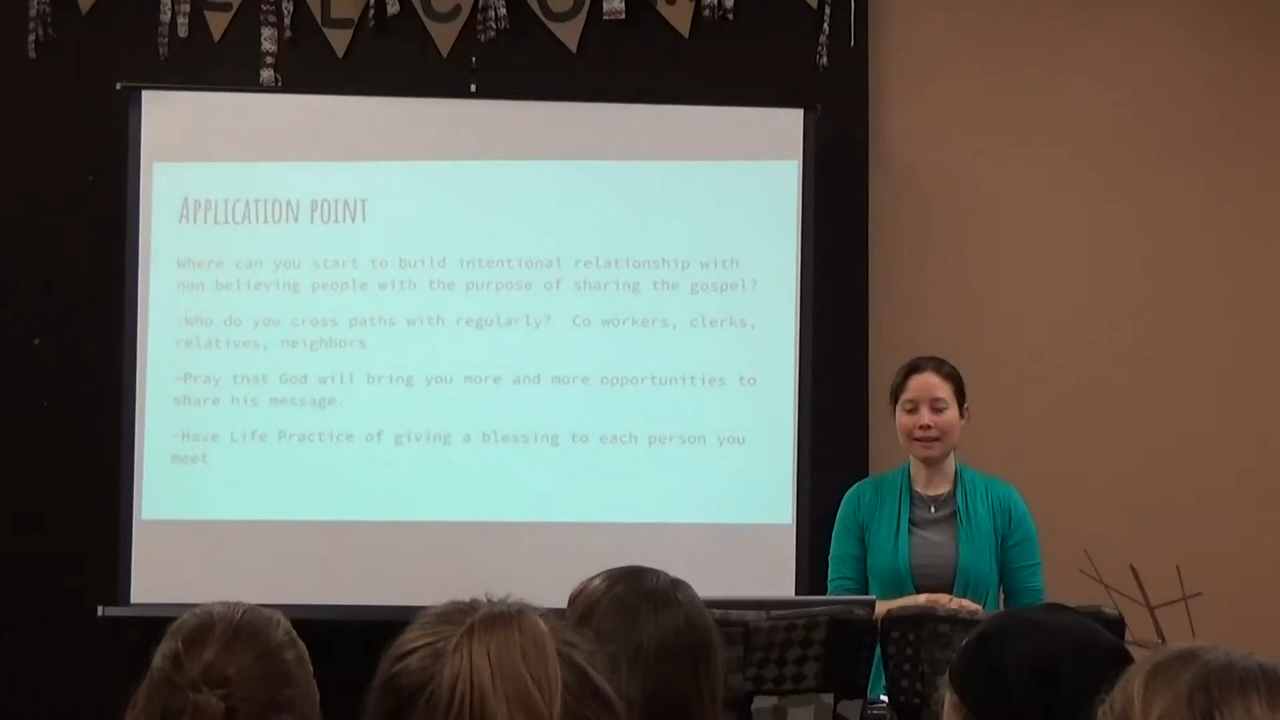 ELCO
APPLICATION POINT
Where can you start to build intentional relationship with
non believing people with the purpose of sharing the gospel?
-Who do you cross paths with regularly? Co workers, clerks,
relatives, neighbors
-Pray that God will bring you more and more opportunities to
share his message.
-Have Life Practice of giving a blessing to each person you
meet